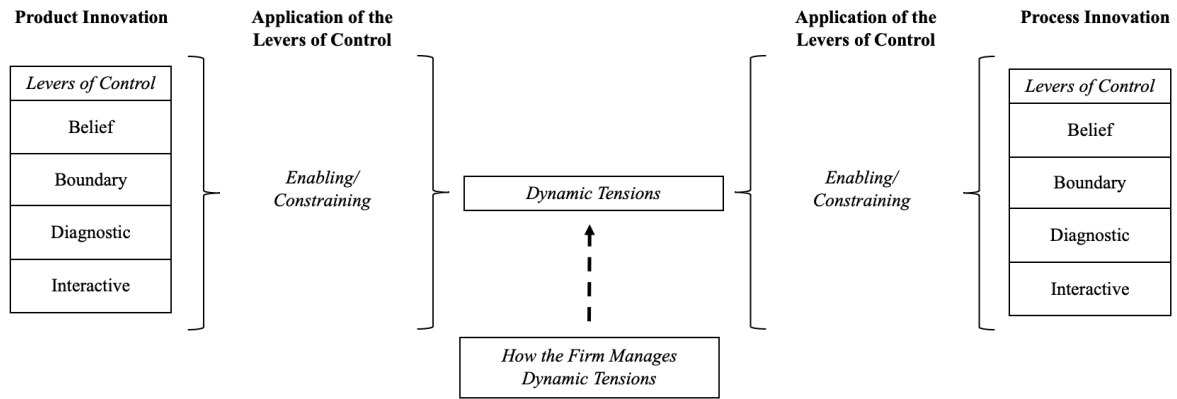 Product Innovation
Application of the
Levers of Control
Application of the
Levers of Control
Process Innovation
Levers of Control
Belief
Boundary
Diagnostic
Interactive
Enabling/
Constraining
Dynamic Tensions
How the Firm Manages
Dynamic Tensions
Enabling/
Constraining
Levers of Control
Belief
Boundary
Diagnostic
Interactive